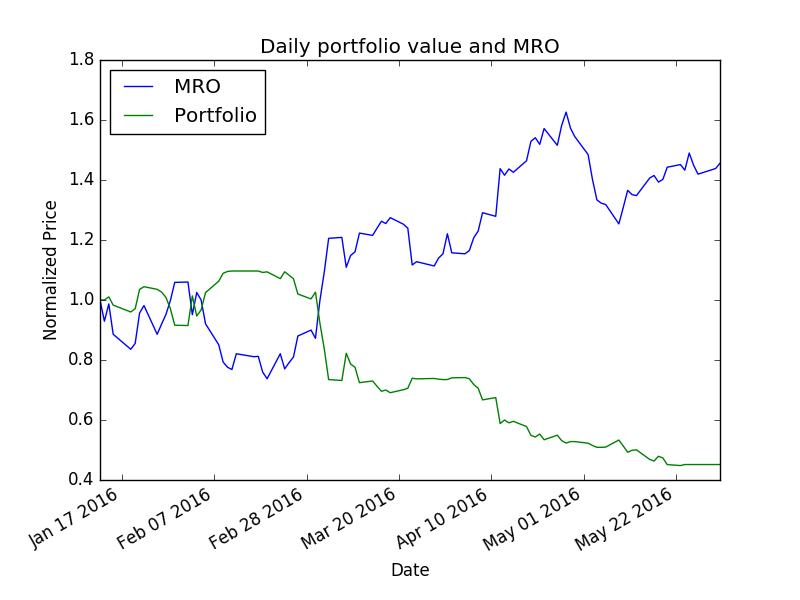 Daily portfolio value and MRO
MRO
Portfolio
1.8
1.6
1.4
1.2
1.0
0.8
0.6
0.4
Normalized Price
Jan 17 2016
Feb 07 2016
Feb 28 2016
Mar 20 2016
Apr 10 2016
May 01 2016
May 22 2016
Date